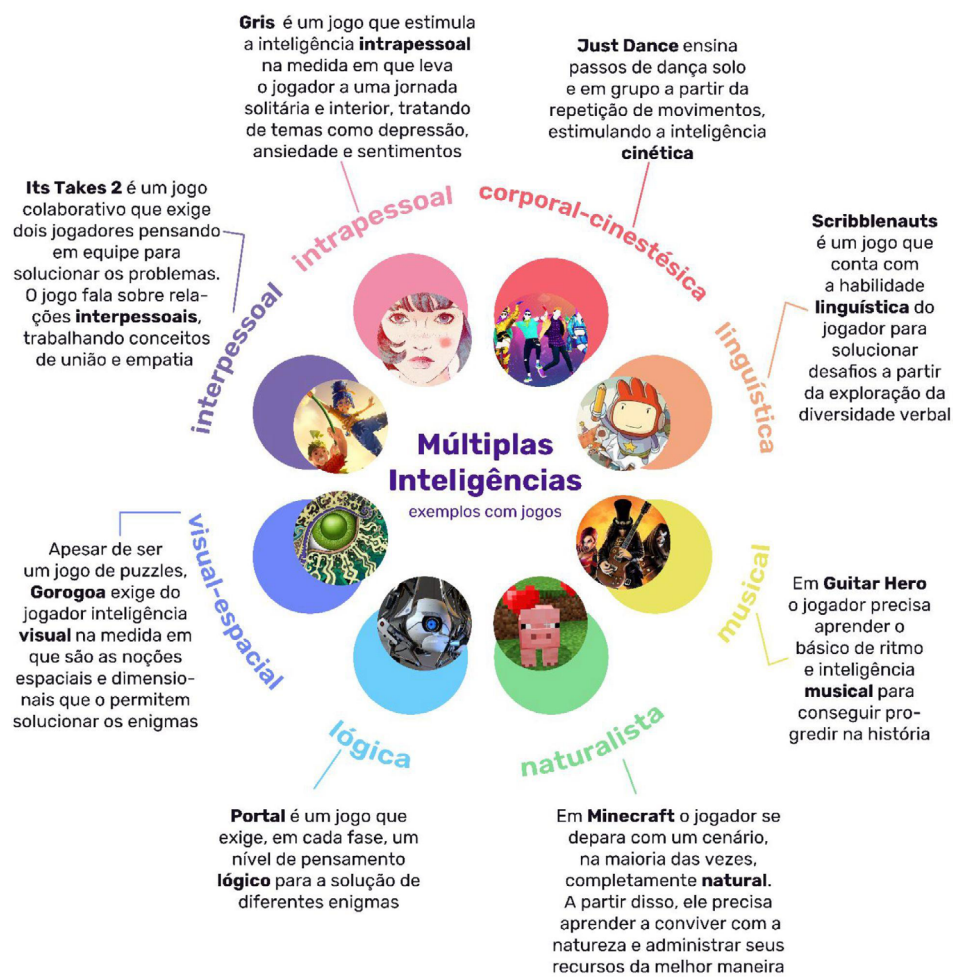 Gris é um jogo que estimula
a inteligência intrapessoal
na medida em que leva
o jogador a uma jornada
solitária e interior, tratando
de temas como depressão,
ansiedade e sentimentos
Just Dance ensina
passos de dança solo
e em grupo a partir da
repetição de movimentos,
estimulando a inteligência
cinética
Its Takes 2 é um jogo
colaborativo que exige
dois jogadores pensando
em equipe para
solucionar os problemas.
O jogo fala sobre rela-
ções interpessoais,
trabalhando conceitos
de união e empatia
intrapessoal
corporal-cinestésica
Scribblenauts
é um jogo que
conta com
a habilidade
linguística do
jogador para
solucionar
desafios a partir
da exploração da
diversidade verbal
interpessoal
linguística
Múltiplas
Inteligências
exemplos com jogos
visual-espacial
musical
Apesar de ser
um jogo de puzzles,
Gorogoa exige do
jogador inteligência
visual na medida em
que são as noções
espaciais e dimensio-
nais que o permitem
solucionar os enigmas
Em Guitar Hero
o jogador precisa
aprender o
básico de ritmo
e inteligência
musical para
conseguir pro-
gredir na história
lógica
naturalista
Portal é um jogo que
exige, em cada fase, um
nível de pensamento
lógico para a solução de
diferentes enigmas
Em Minecraft o jogador se
depara com um cenário,
na maioria das vezes,
completamente natural.
A partir disso, ele precisa
aprender a conviver com a
natureza e administrar seus
recursos da melhor maneira